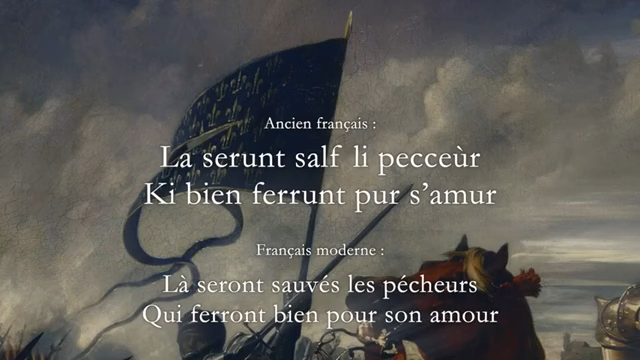 Ancien français :
La serunt salf li pecceùr
Ki bien ferrunt pur s'amur
Français moderne :
Là seront sauvés les pécheurs
Qui ferront bien pour son amour